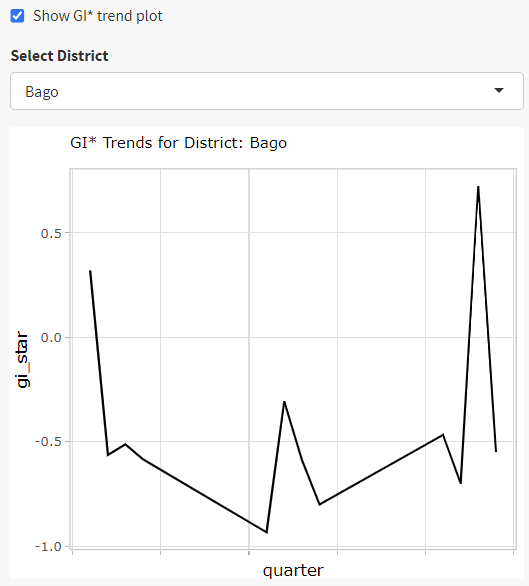 Show GI* trend plot
Select District
Bago
GI* Trends for District: Bago
0.5
0.0
-0.5
-1.0
gi_star
quarter